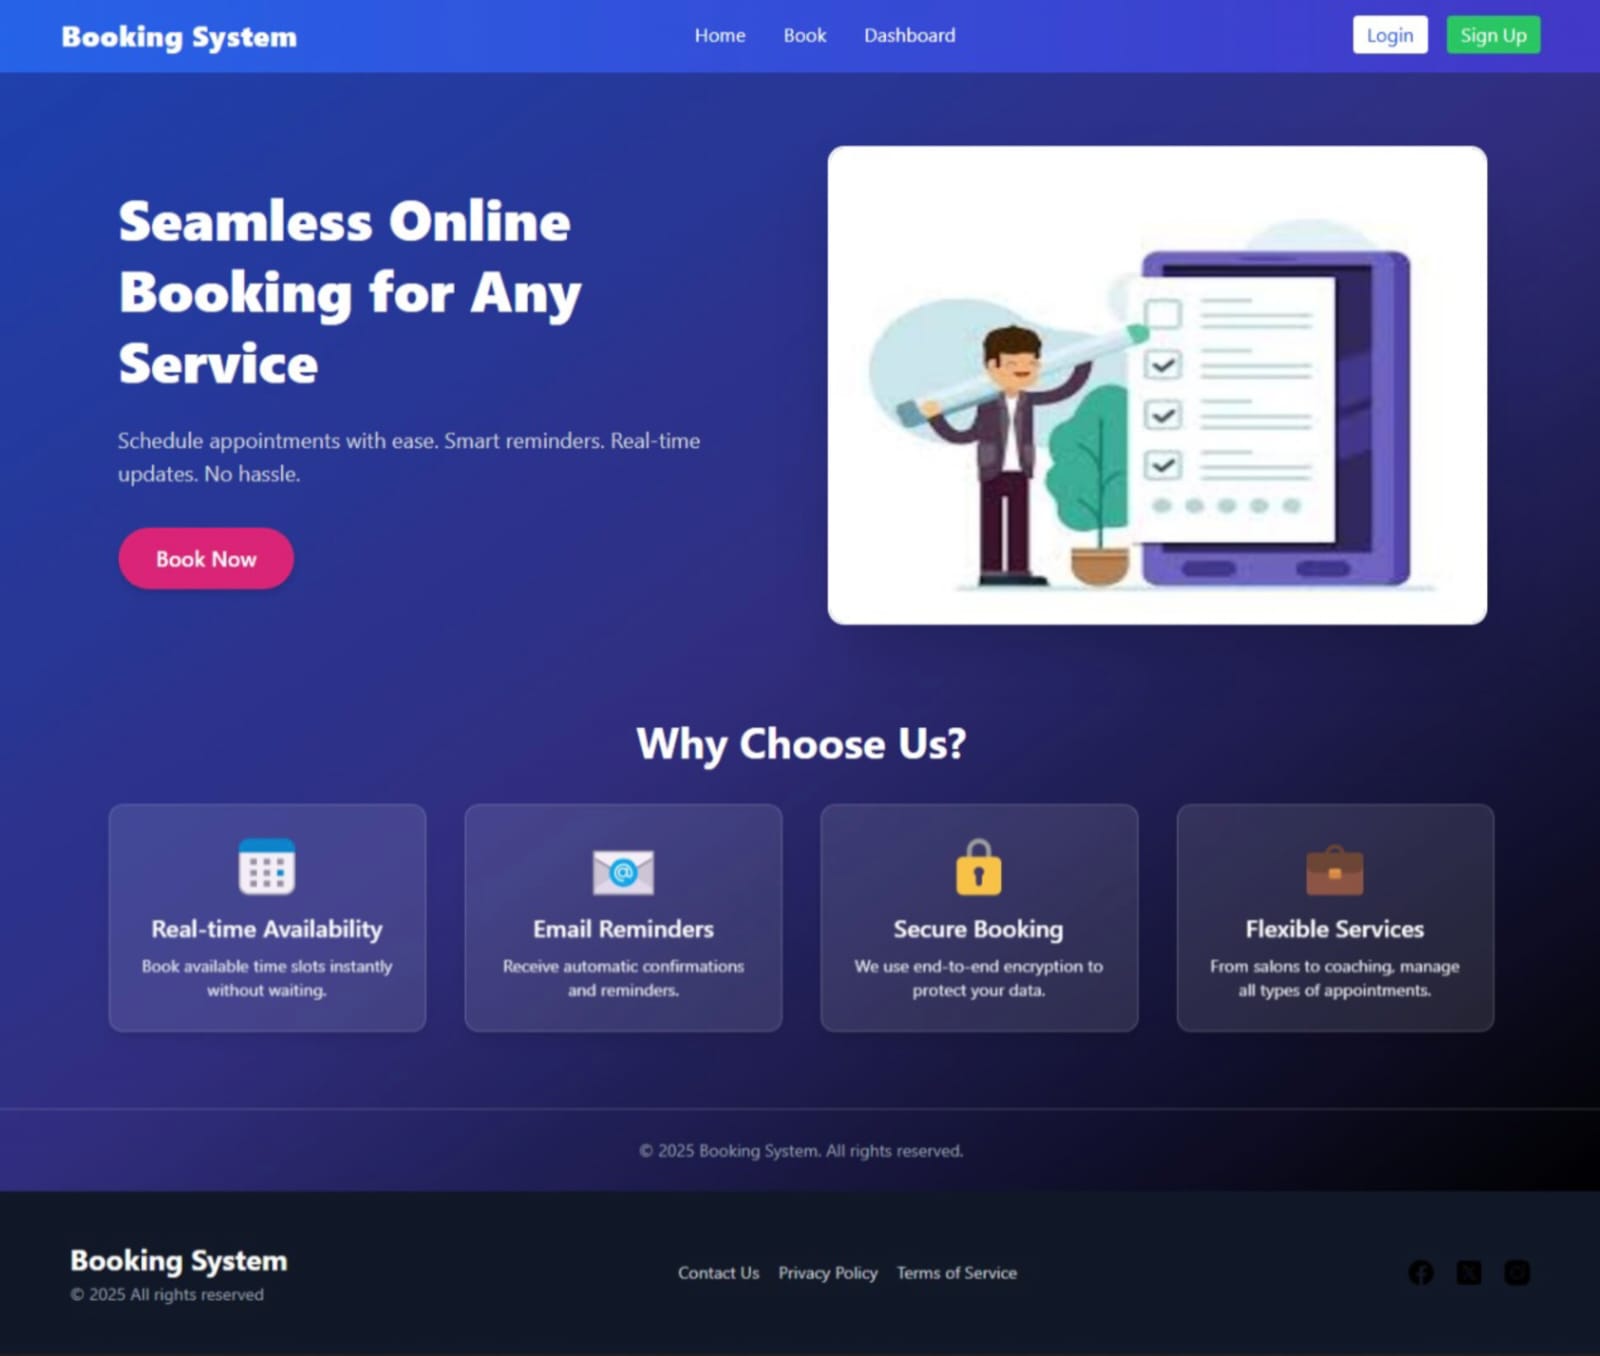 Booking System
Home Book Dashboard
Login Sign Up
Seamless Online
Booking for Any
Service
Schedule appointments with ease. Smart reminders. Real-time
updates. No hassle.
Book Now
Why Choose Us?
Real-time Availability
Book available time slots instantly
without waiting.
Email Reminders
Receive automatic confirmations
and reminders.
Secure Booking
We use end-to-end encryption to
protect your data.
Flexible Services
From salons to coaching, manage
all types of appointments.
© 2025 Booking System. All rights reserved.
Booking System
© 2025 All rights reserved
Contact Us Privacy Policy Terms of Service